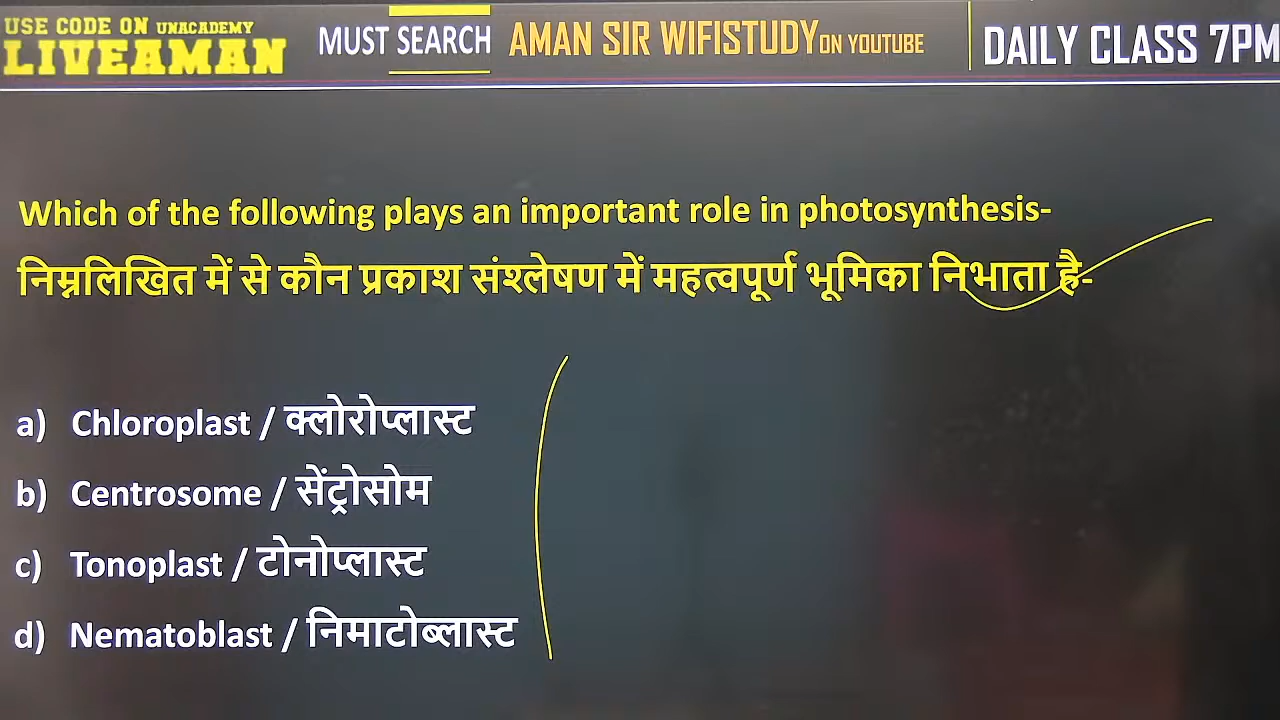 USE CODE ON UNACADEMY
LIVEAMAN
MUST SEARCH
AMAN SIR WIFISTUDY ON YOUTUBE
DAILY CLASS 7PM
Which of the following plays an important role in photosynthesis-
निम्नलिखित में से कौन प्रकाश संश्लेषण में महत्वपूर्ण भूमिका निभाता है-
a) Chloroplast / क्लोरोप्लास्ट
b) Centrosome / सेंट्रोसोम
c) Tonoplast / टोनोप्लास्ट
d) Nematoblast / निमाटोब्लास्ट